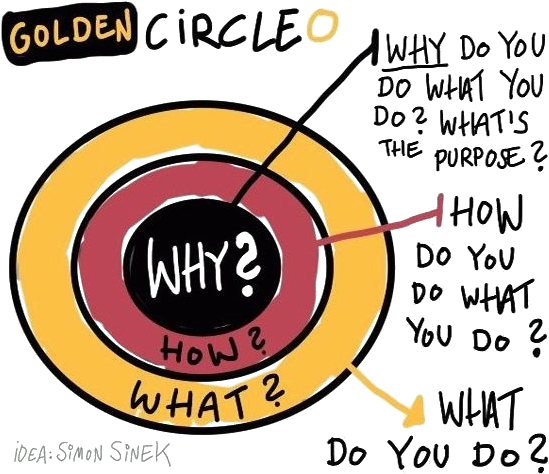 GOLDEN CiRCLE
WHY DO YOU
DO WHAT YOU
DO? WHAT'S
THE PURPOSE?
HOW
DO YOU
DO WHAT
YOU DO?
WHAT
DO YOU DO?
WHY?
HOW?
WHAT?
iDEA: SiMON SiNEK